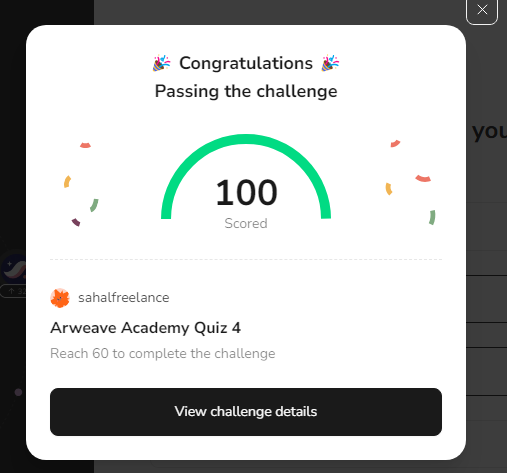 🎉 Congratulations 🎉
Passing the challenge
you
100
Scored
sahalfreelance
Arweave Academy Quiz 4
Reach 60 to complete the challenge
View challenge details